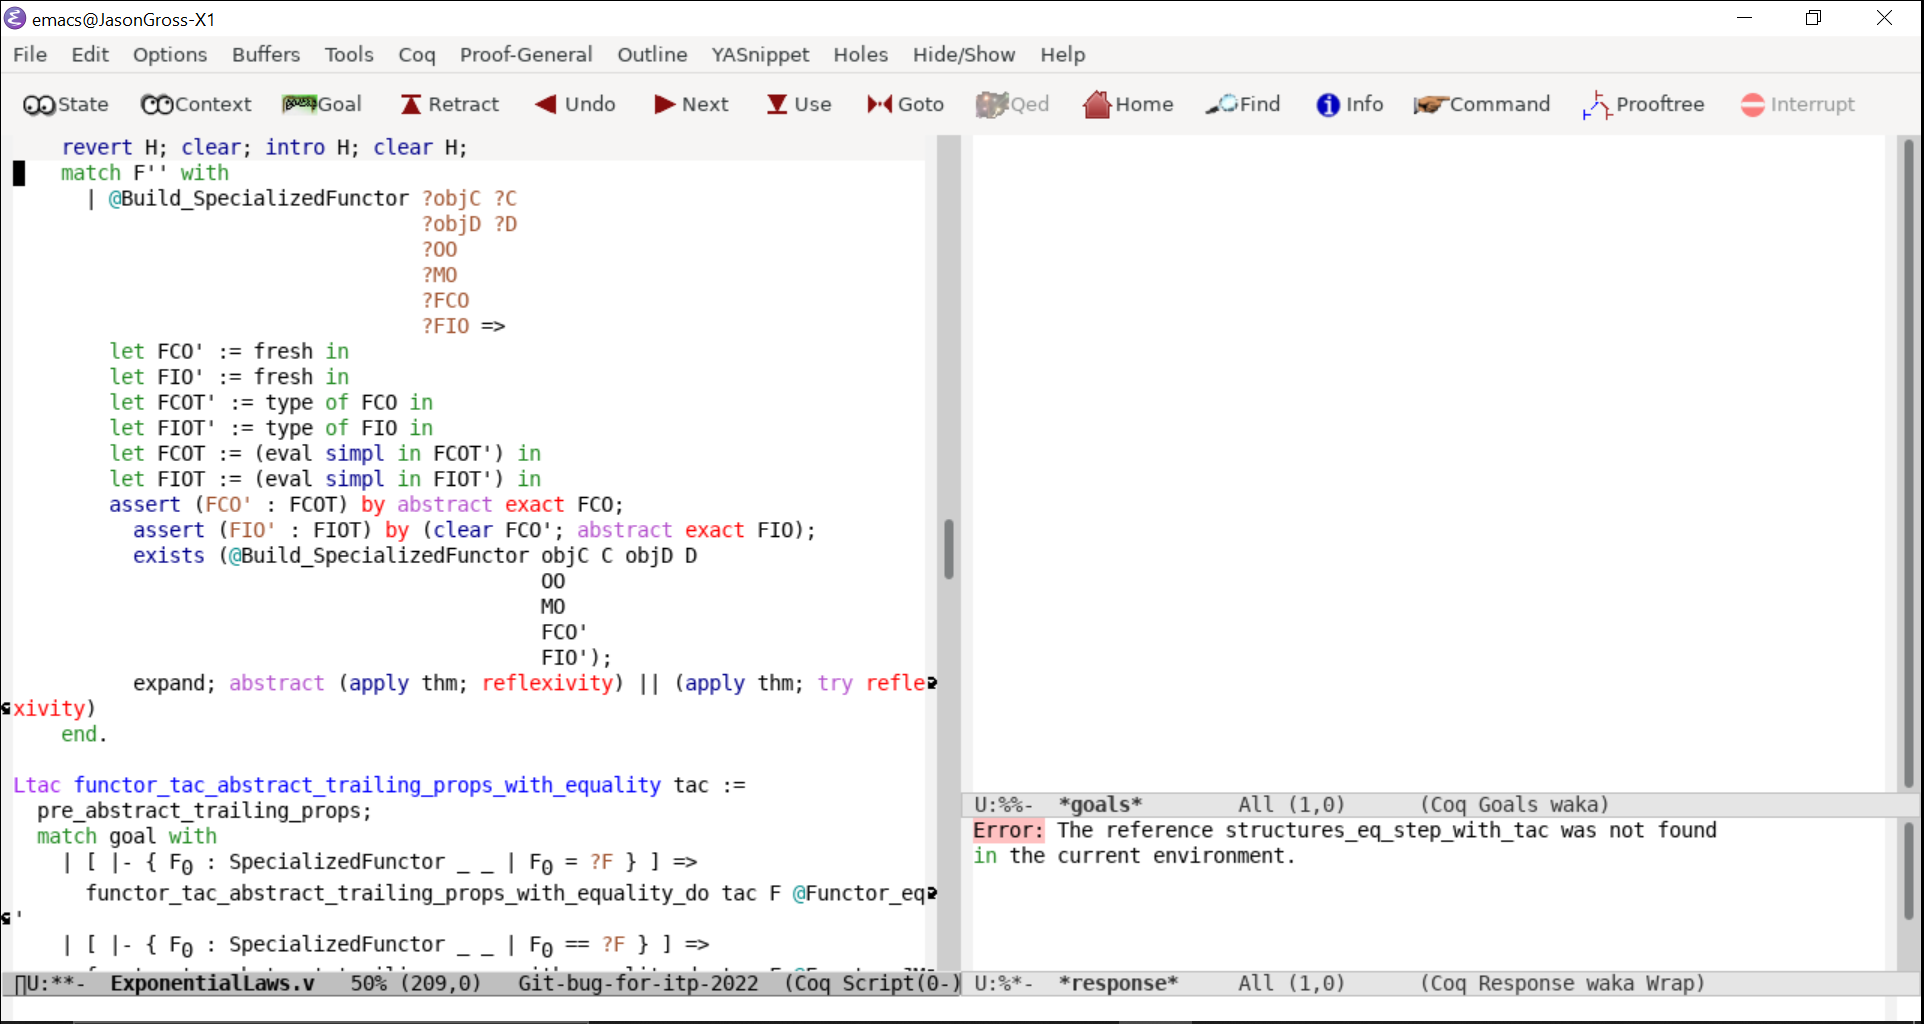 emacs@JasonGross-X1
File Edit Options Buffers Tools Coq Proof-General Outline YASnippet Holes Hide/Show Help
State Context Goal Retract Undo Next Use Goto Qed Home Find Info Command Prooftree Interrupt
revert H; clear; intro H; clear H;
match F'' with
| @Build_SpecializedFunctor ?objC ?C
?objD ?D
?OO
?MO
?FCO
?FIO =>
let FCO' := fresh in
let FIO' := fresh in
let FCOT' := type of FCO in
let FIOT' := type of FIO in
let FCOT := (eval simpl in FCOT') in
let FIOT := (eval simpl in FIOT') in
assert (FCO' : FCOT) by abstract exact FCO;
assert (FIO' : FIOT) by (clear FCO'; abstract exact FIO);
exists (@Build_SpecializedFunctor objC C objD D
OO
MO
FCO'
FIO');
expand; abstract (apply thm; reflexivity) || (apply thm; try refle
xivity)
end.
Ltac functor_tac_abstract_trailing_props_with_equality tac :=
pre_abstract_trailing_props;
match goal with
| [ |- { F₀ : SpecializedFunctor _ _ | F₀ = ?F } ] =>
functor_tac_abstract_trailing_props_with_equality_do tac F @Functor_eq
'
| [ |- { F₀ : SpecializedFunctor _ _ | F₀ == ?F } ] =>
U:**- ExponentialLaws.v 50% (209,0) Git-bug-for-itp-2022 (Coq Script(0-)
U:%%- *goals* All (1,0) (Coq Goals waka)
Error: The reference structures_eq_step_with_tac was not found
in the current environment.
U:%*- *response* All (1,0) (Coq Response waka Wrap)